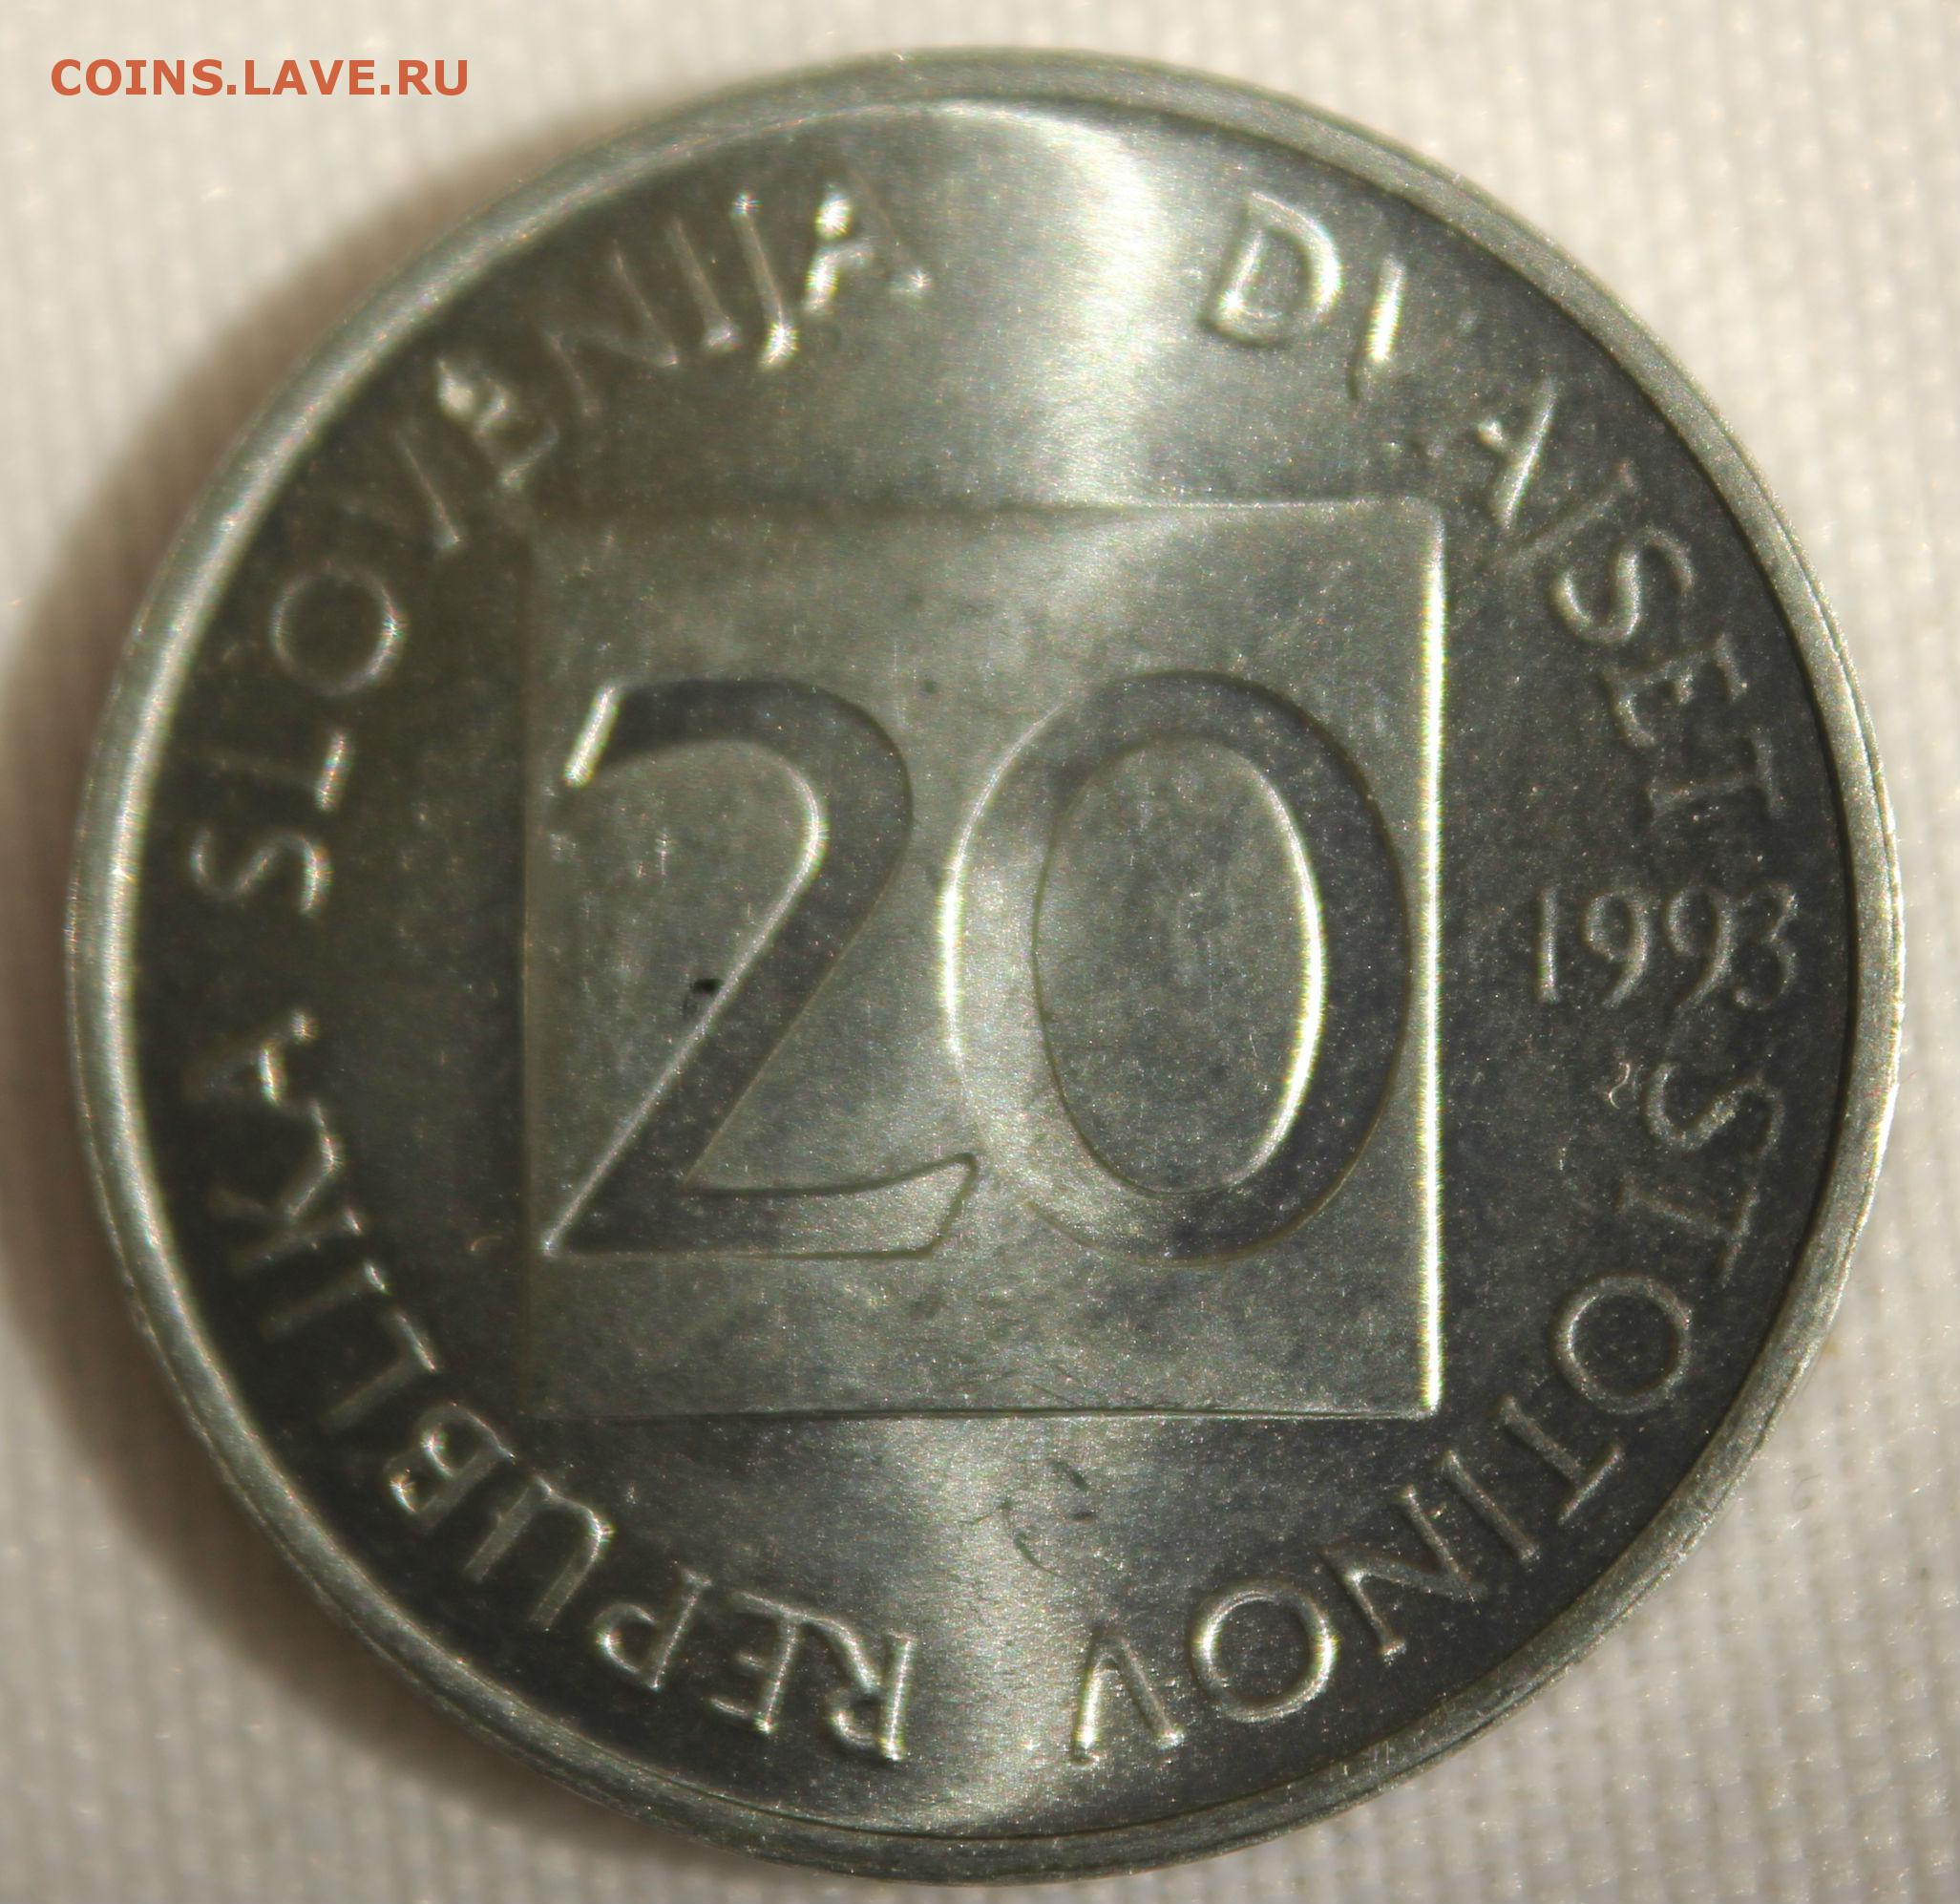 COINS.LAVE.RU
REPUBLIKA SLOVENIJA
DVAJSET
1993
STOTINOV
20